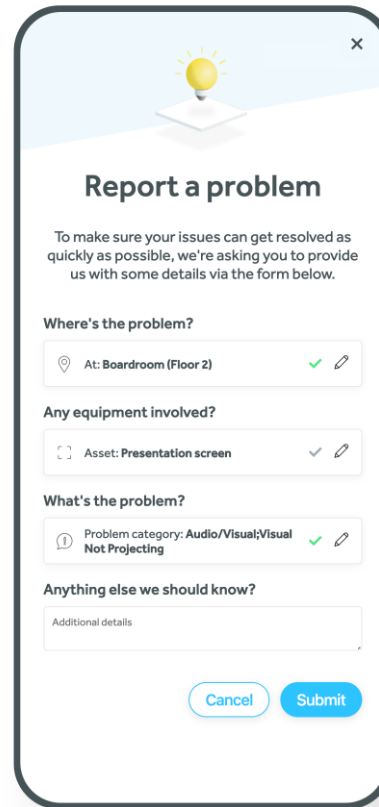 Report a problem
To make sure your issues can get resolved as
quickly as possible, we're asking you to provide
us with some details via the form below.
Where's the problem?
At: Boardroom (Floor 2)
Any equipment involved?
Asset: Presentation screen
What's the problem?
Problem category: Audio/Visual;Visual
Not Projecting
Anything else we should know?
Additional details
Cancel Submit